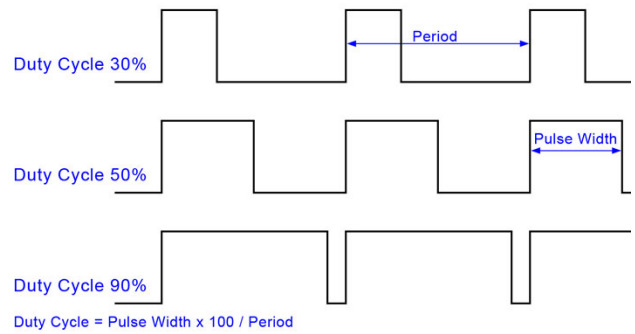 Period
Duty Cycle 30%
Pulse Width
Duty Cycle 50%
Duty Cycle 90%
Duty Cycle = Pulse Width x 100 / Period